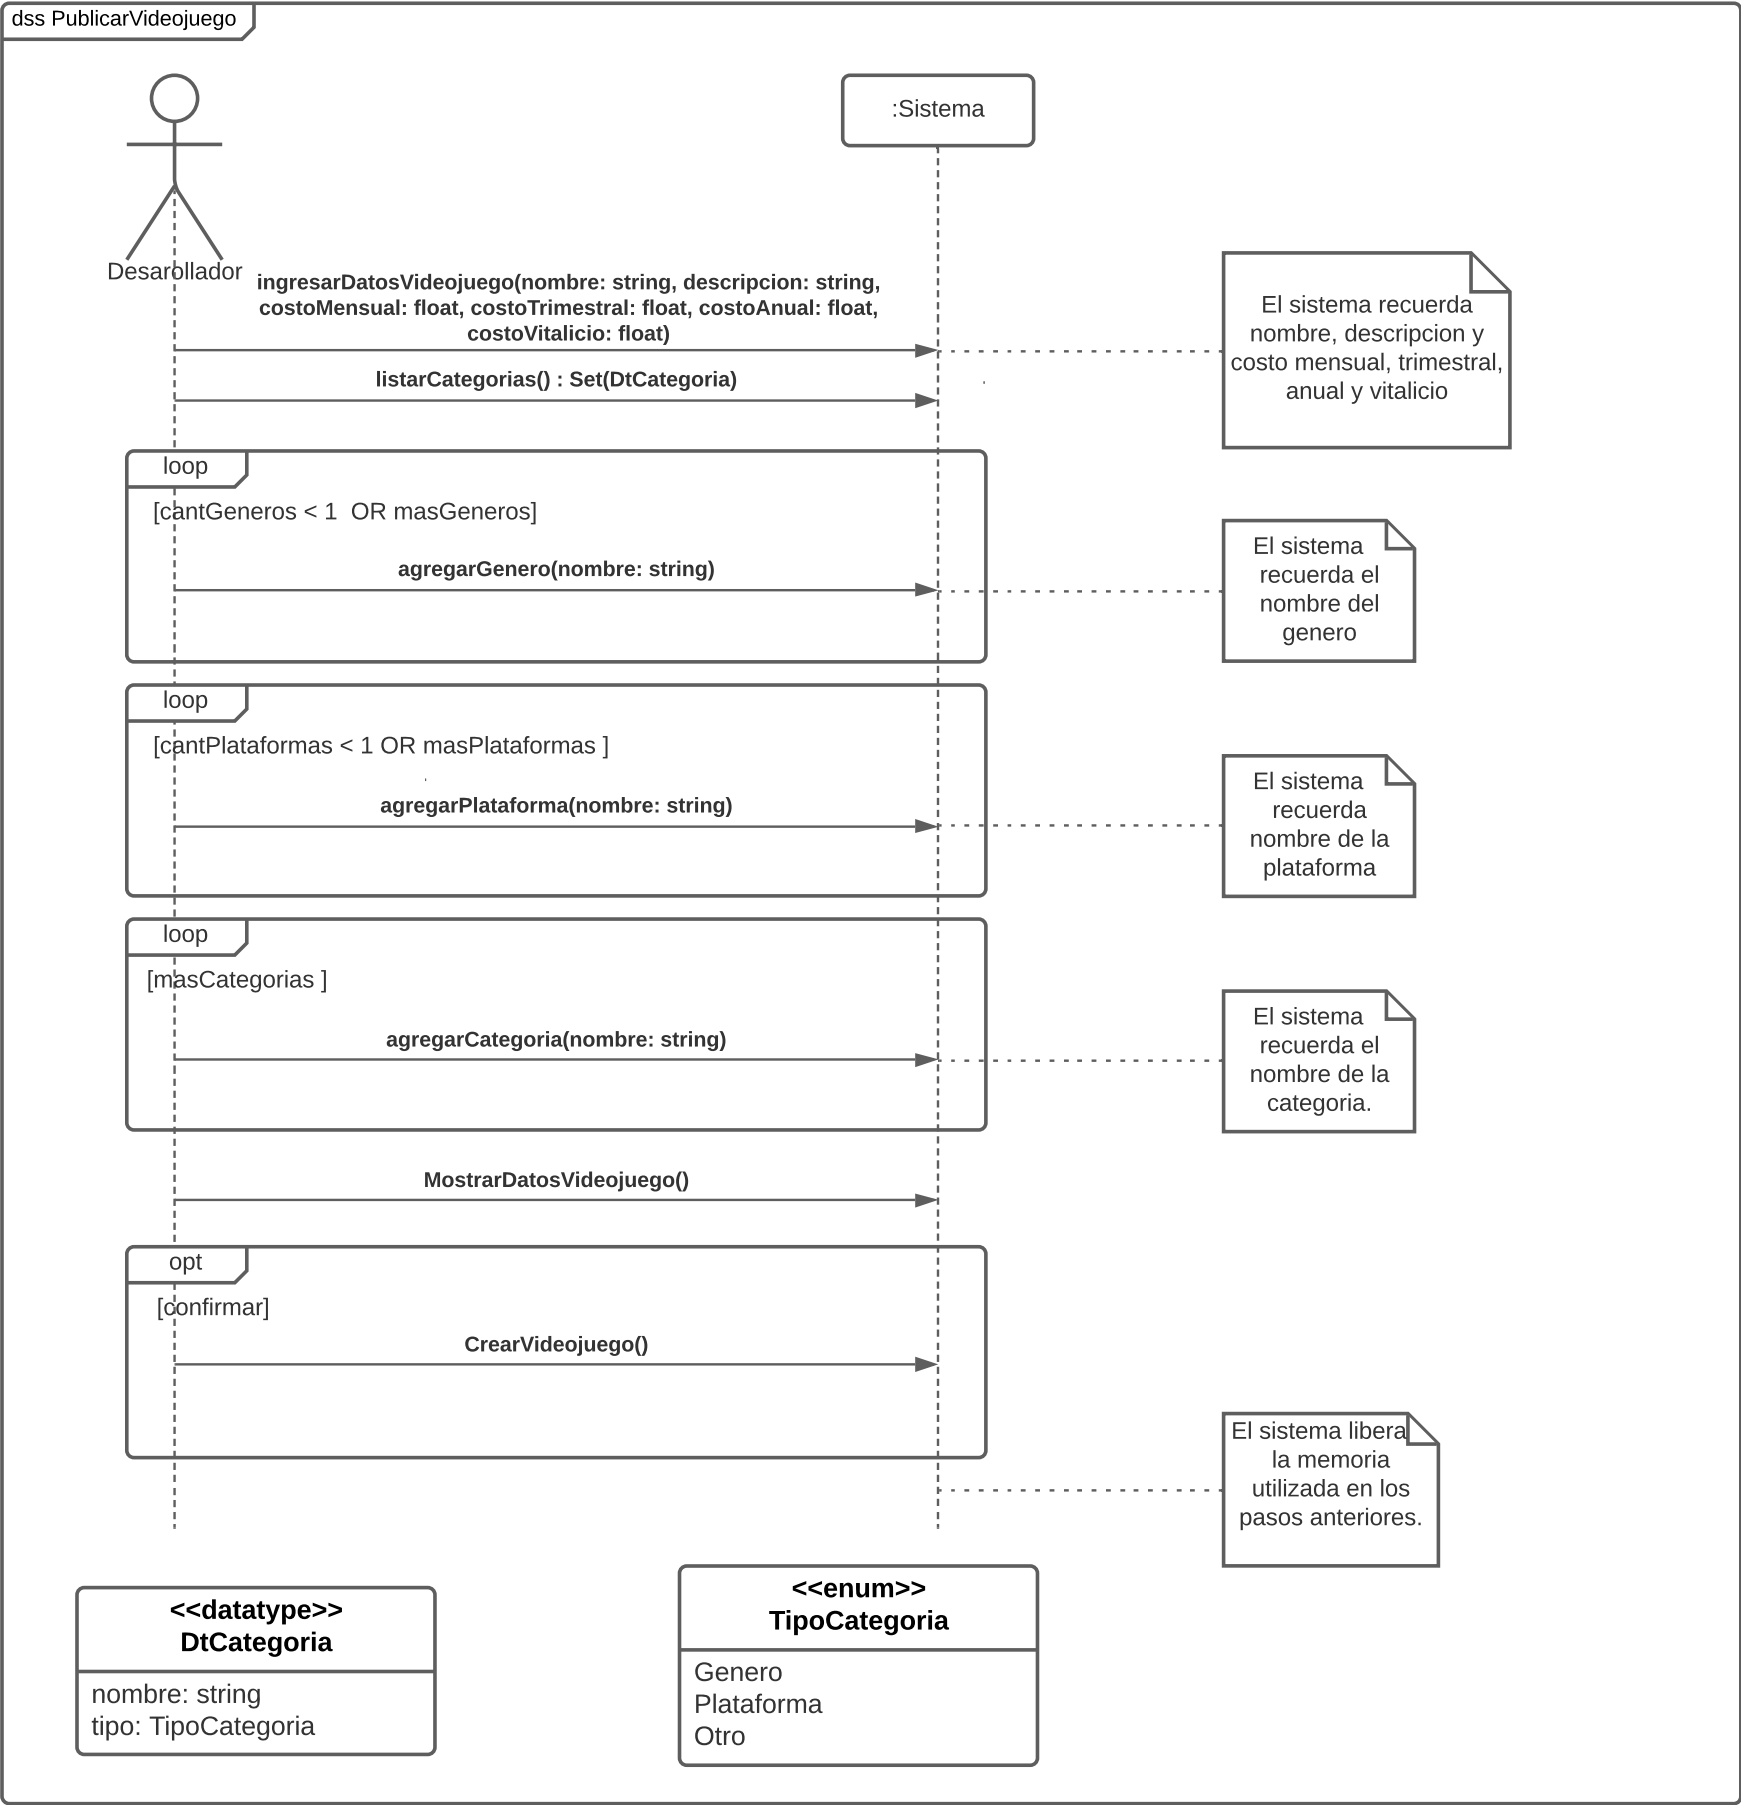 dss PublicarVideojuego
:Sistema
Desarollador
ingresarDatosVideojuego(nombre: string, descripcion: string,
costoMensual: float, costoTrimestral: float, costoAnual: float,
costoVitalicio: float)
El sistema recuerda
nombre, descripcion y
costo mensual, trimestral,
anual y vitalicio
listarCategorias() : Set(DtCategoria)
loop
[cantGeneros < 1  OR masGeneros]
agregarGenero(nombre: string)
El sistema
recuerda el
nombre del
genero
loop
[cantPlataformas < 1 OR masPlataformas ]
agregarPlataforma(nombre: string)
El sistema
recuerda
nombre de la
plataforma
loop
[masCategorias ]
agregarCategoria(nombre: string)
El sistema
recuerda el
nombre de la
categoria.
MostrarDatosVideojuego()
opt
[confirmar]
CrearVideojuego()
El sistema libera
la memoria
utilizada en los
pasos anteriores.
<<datatype>>
DtCategoria
nombre: string
tipo: TipoCategoria
<<enum>>
TipoCategoria
Genero
Plataforma
Otro